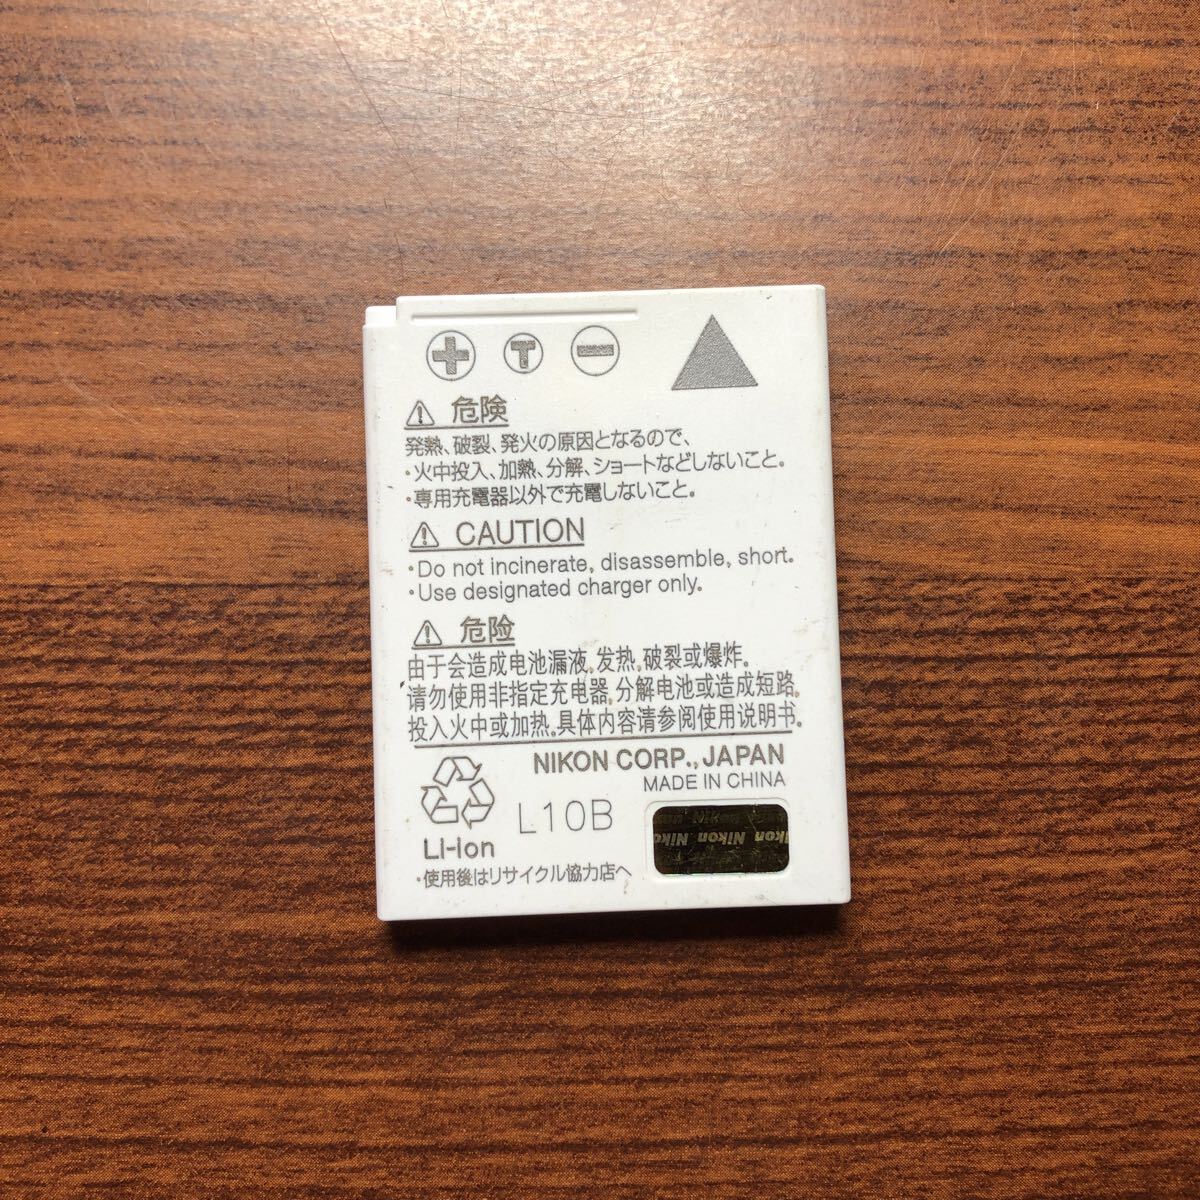 + T −
⚠ 危険
発熱、破裂、発火の原因となるので、
・火中投入、加熱、分解、ショートなどしないこと。
・専用充電器以外で充電しないこと。
⚠ CAUTION
・Do not incinerate, disassemble, short.
・Use designated charger only.
⚠ 危险
由于会造成电池漏液,发热,破裂或爆炸.
请勿使用非指定充电器,分解电池或造成短路,
投入火中或加热.具体内容请参阅使用说明书.
NIKON CORP., JAPAN
MADE IN CHINA
L10B
Li-ion
・使用後はリサイクル協力店へ
Nikon Nikon